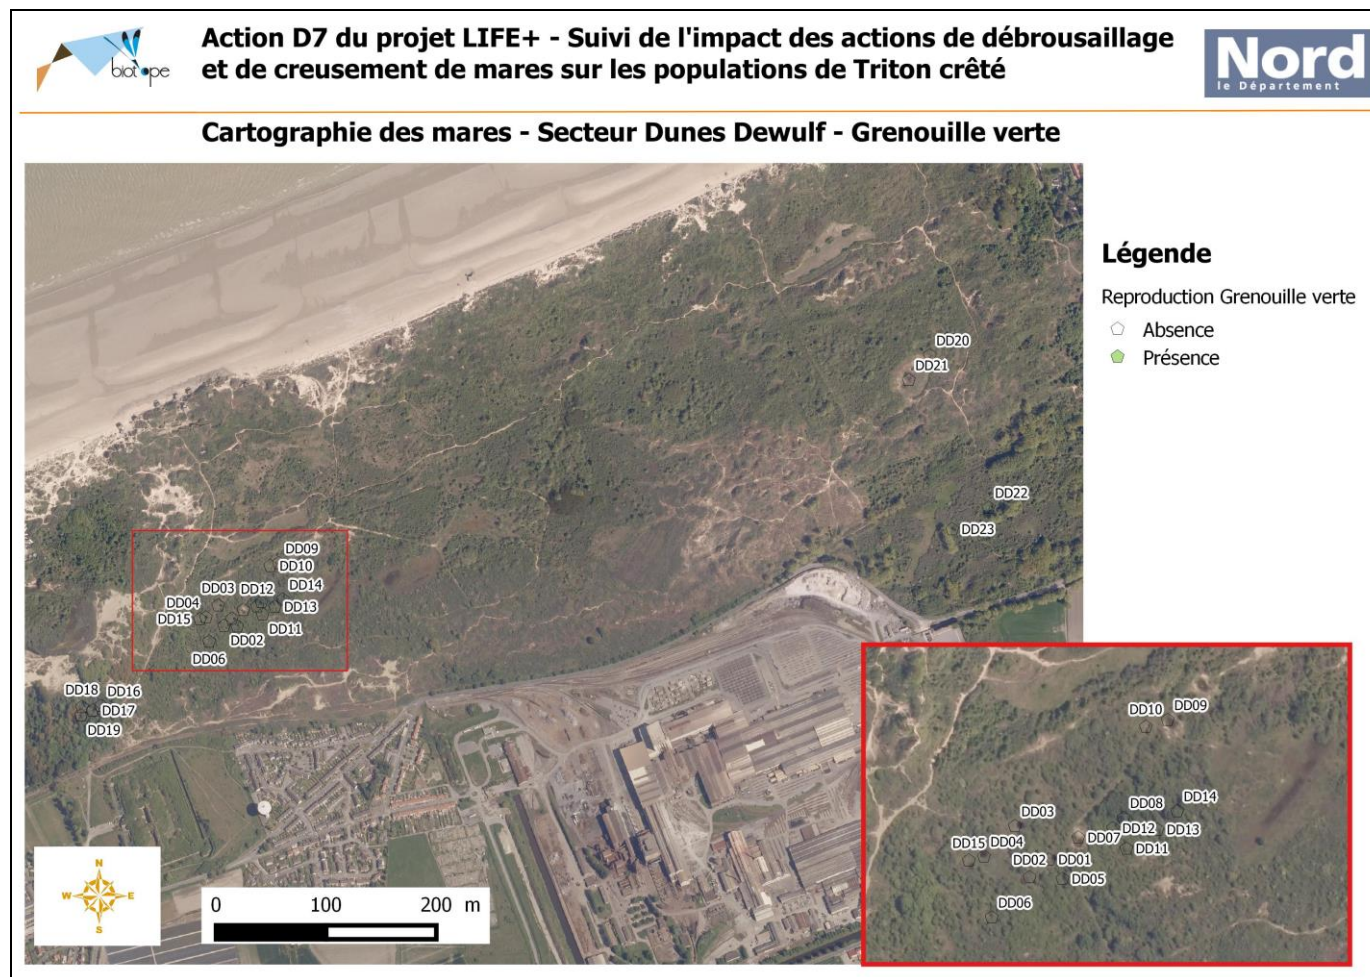 Action D7 du projet LIFE+ - Suivi de l'impact des actions de débrousaillage
et de creusement de mares sur les populations de Triton crêté
biotope
Nord
le Département
Cartographie des mares - Secteur Dunes Dewulf - Grenouille verte
Légende
Reproduction Grenouille verte
Absence
Présence
DD20
DD21
DD22
DD23
DD09
DD10
DD03 DD12 DD14
DD04 DD13
DD15
DD02 DD11
DD06
DD18 DD16
DD17
DD19
N
W E
S
0 100 200 m
DD10 DD09
DD08 DD14
DD03
DD07 DD12 DD13
DD15 DD04 DD11
DD02 DD01
DD05
DD06